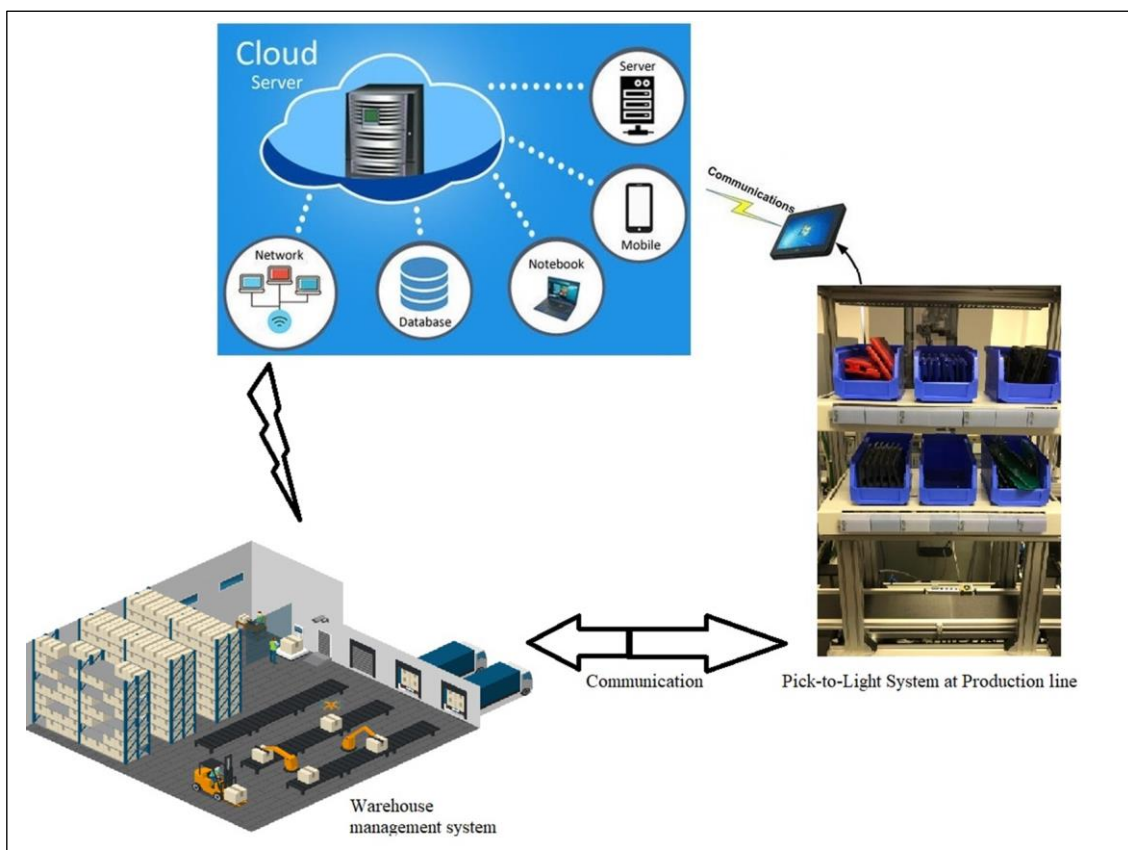 Cloud
Server
Server
Mobile
Network
Database
Notebook
Communications
Communication
Pick-to-Light System at Production line
Warehouse
management system